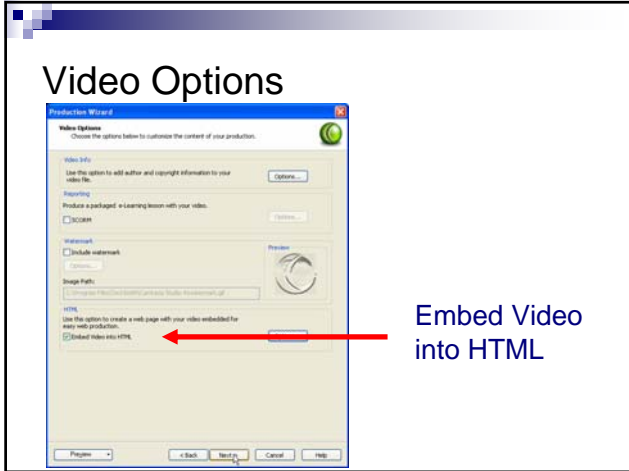 Video Options
Production Wizard
Video Options
Choose the options below to customize the content of your production.
Video Info
Use this option to add author and copyright information to your
video file.
Options...
Reporting
Produce a packaged e-Learning lesson with your video.
SCORM
Options...
Watermark
Include watermark
Options...
Preview
Image Path:
HTML
Use this option to create a web page with your video embedded for
easy web production.
Embed Video into HTML
Embed Video
into HTML
Preview
< Back
Next >
Cancel
Help